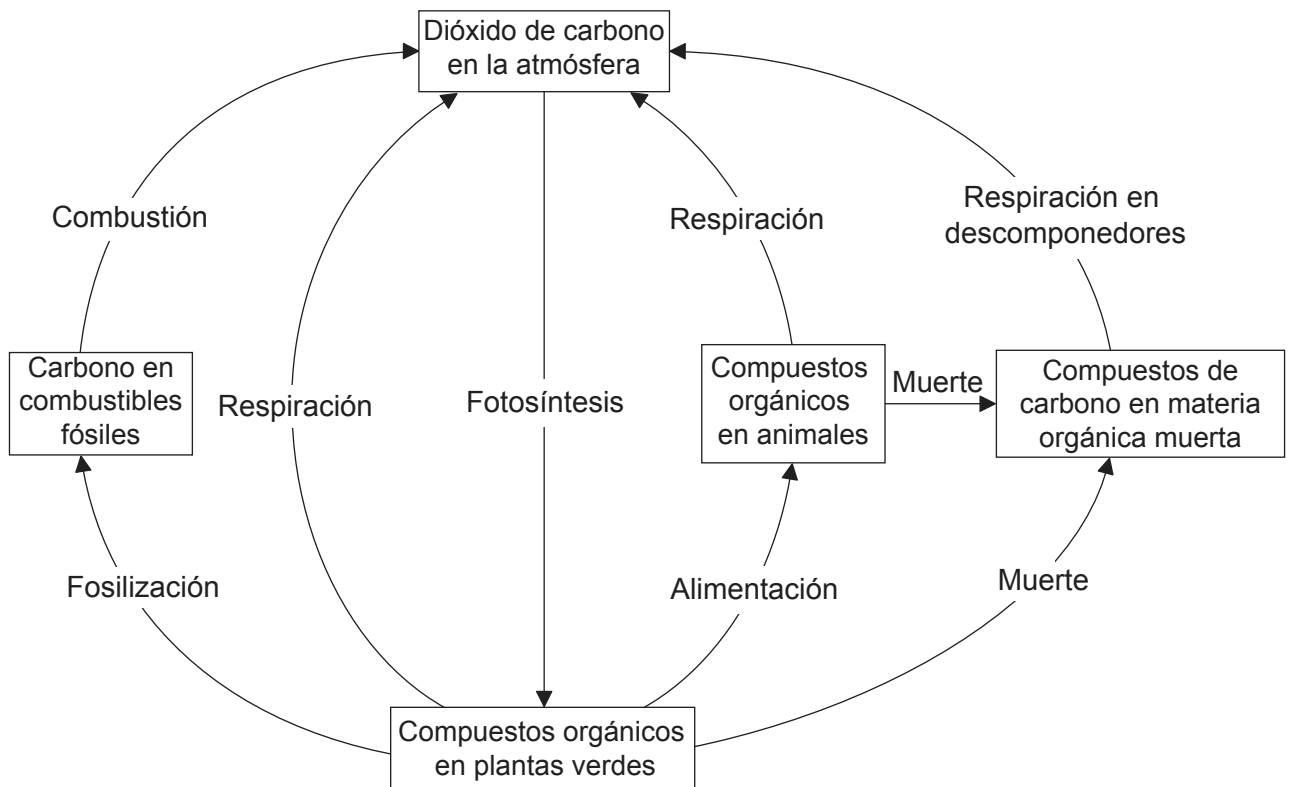 Dióxido de carbono
en la atmósfera
Combustión
Respiración
Respiración en
descomponedores
Carbono en
combustibles
fósiles
Respiración
Fotosíntesis
Compuestos
orgánicos
en animales
Muerte
Compuestos de
carbono en materia
orgánica muerta
Fosilización
Alimentación
Muerte
Compuestos orgánicos
en plantas verdes